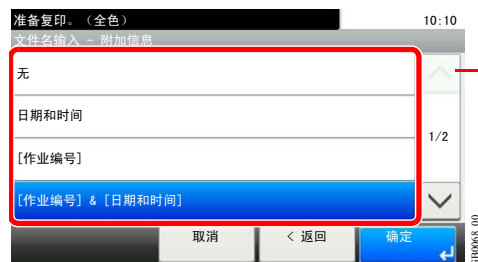 准备复印。（全色）
10:10
文件名输入 - 附加信息
无
日期和时间
1/2
[作业编号]
[作业编号] & [日期和时间]
取消
< 返回
确定